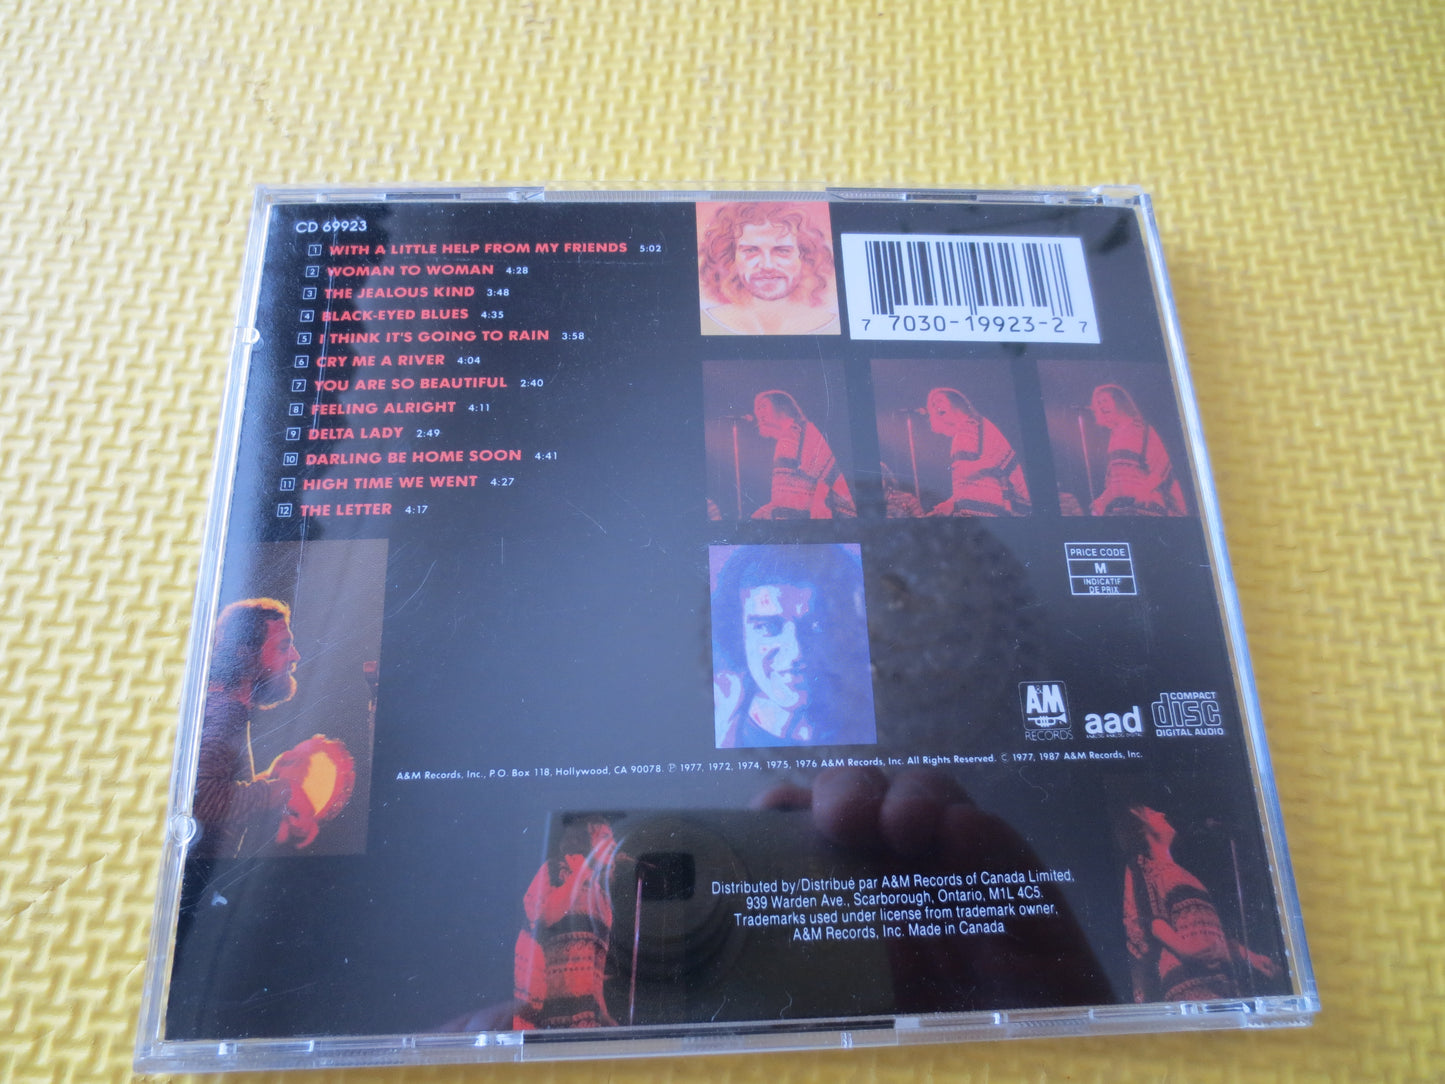 CD 69923
1 WITH A LITTLE HELP FROM MY FRIENDS 5:02
2 WOMAN TO WOMAN 4:28
3 THE JEALOUS KIND 3:48
4 BLACK-EYED BLUES 4:35
5 I THINK IT'S GOING TO RAIN 3:58
6 CRY ME A RIVER 4:04
7 YOU ARE SO BEAUTIFUL 2:40
8 FEELING ALRIGHT 4:11
9 DELTA LADY 2:49
10 DARLING BE HOME SOON 4:41
11 HIGH TIME WE WENT 4:27
12 THE LETTER 4:17
7 7030-19923-2 7
PRICE CODE
M
INDICATIF
DE PRIX
A&M
RECORDS
aad
ANALOG ANALOG DIGITAL
COMPACT
disc
DIGITAL AUDIO
A&M Records, Inc., P.O. Box 118, Hollywood, CA 90078. ℗ 1977, 1972, 1974, 1975, 1976 A&M Records, Inc. All Rights Reserved. © 1977, 1987 A&M Records, Inc.
Distributed by/Distribué par A&M Records of Canada Limited,
939 Warden Ave., Scarborough, Ontario, M1L 4C5.
Trademarks used under license from trademark owner,
A&M Records, Inc. Made in Canada